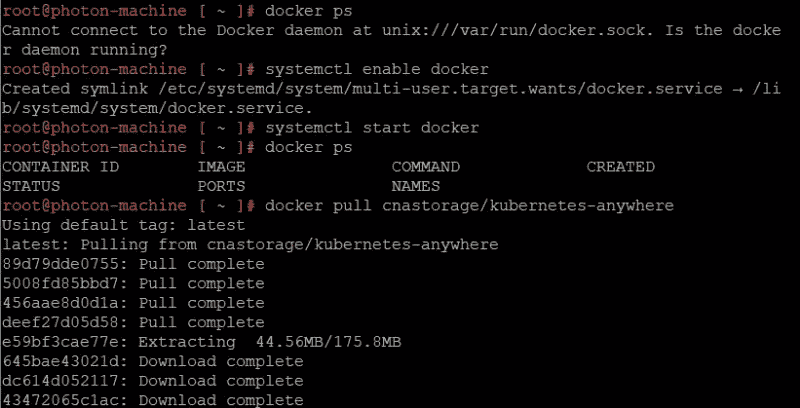 root@photon-machine [ ~ ]# docker ps
Cannot connect to the Docker daemon at unix:///var/run/docker.sock. Is the docke
r daemon running?
root@photon-machine [ ~ ]# systemctl enable docker
Created symlink /etc/systemd/system/multi-user.target.wants/docker.service → /li
b/systemd/system/docker.service.
root@photon-machine [ ~ ]# systemctl start docker
root@photon-machine [ ~ ]# docker ps
CONTAINER ID        IMAGE               COMMAND             CREATED
STATUS              PORTS               NAMES
root@photon-machine [ ~ ]# docker pull cnastorage/kubernetes-anywhere
Using default tag: latest
latest: Pulling from cnastorage/kubernetes-anywhere
89d79dde0755: Pull complete
5008fd85bbd7: Pull complete
456aae8d0d1a: Pull complete
deef27d05d58: Pull complete
e59bf3cae77e: Extracting  44.56MB/175.8MB
645bae43021d: Download complete
dc614d052117: Download complete
43472065c1ac: Download complete